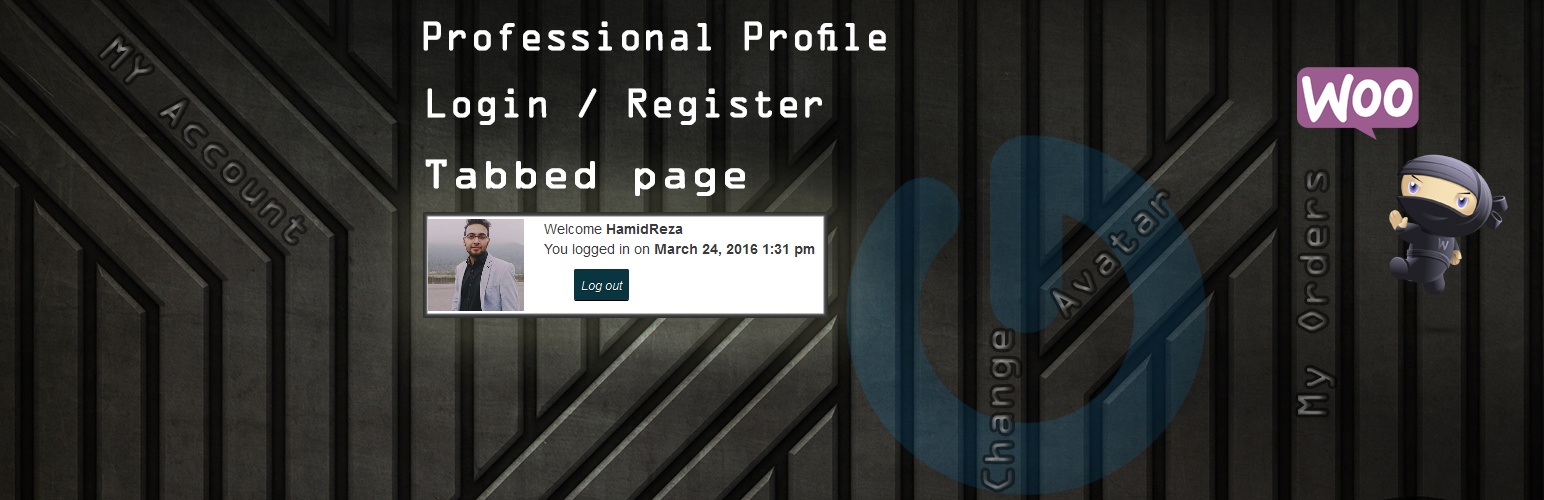 Professional Profile
Login / Register
Tabbed page
Welcome HamidReza
You logged in on March 24, 2016 1:31 pm
Log out
MY Account
Change Avatar
My Orders
WOO
W